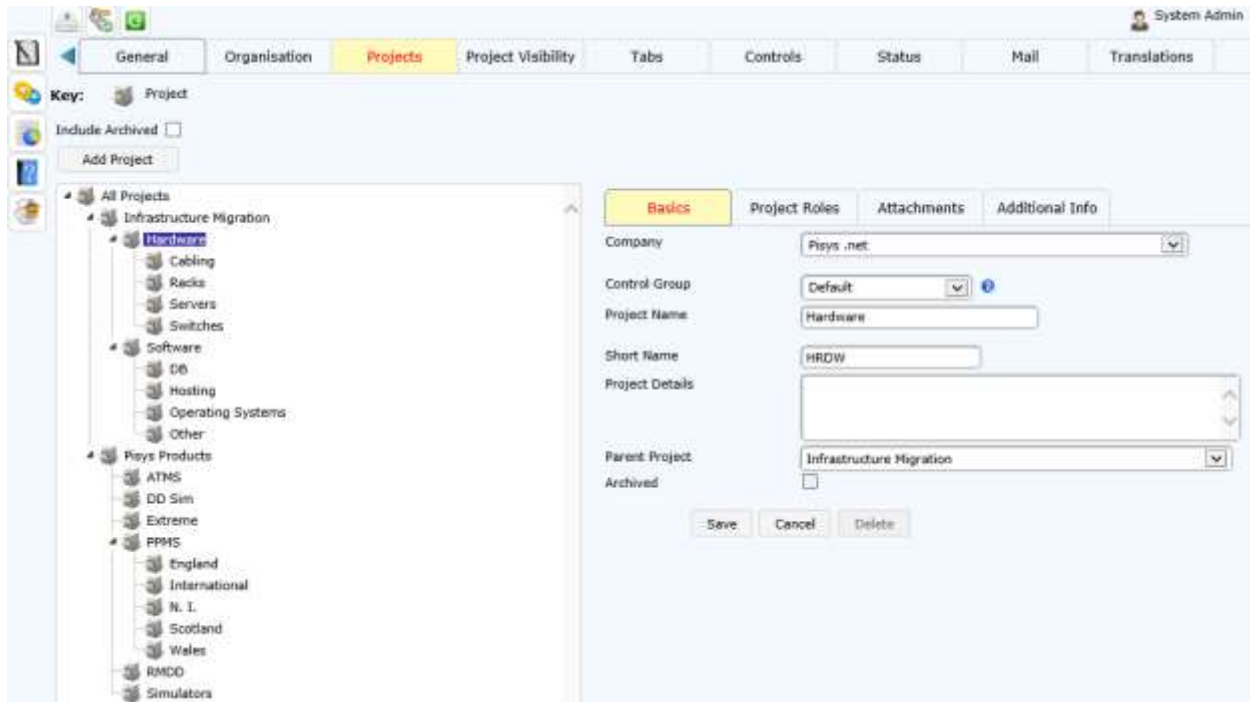 System Admin
General Organisation Projects Project Visibility Tabs Controls Status Mail Translations
Key: Project
Include Archived
Add Project
All Projects
Infrastructure Migration
Hardware
Cabling
Racks
Servers
Switches
Software
DB
Hosting
Operating Systems
Other
Pisys Products
ATMS
DD Sim
Extreme
PPMS
England
International
N. I.
Scotland
Wales
RMDD
Simulators
Basics Project Roles Attachments Additional Info
Company Pisys .net
Control Group Default
Project Name Hardware
Short Name HRDW
Project Details
Parent Project Infrastructure Migration
Archived
Save Cancel Delete